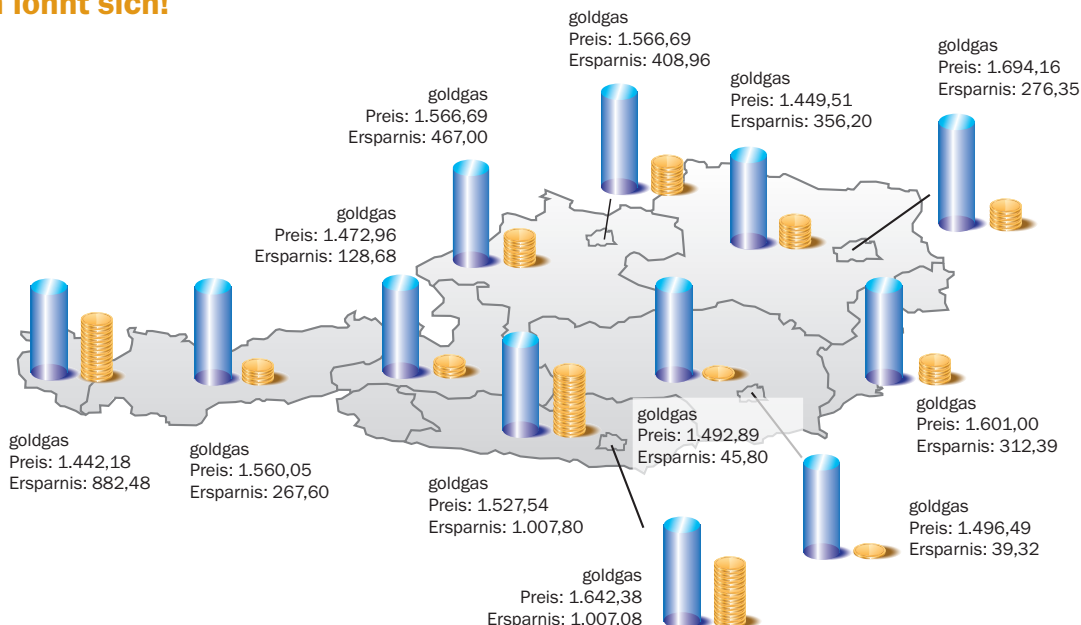 lohnt sich!
goldgas
Preis: 1.566,69
Ersparnis: 408,96
goldgas
Preis: 1.694,16
Ersparnis: 276,35
goldgas
Preis: 1.449,51
Ersparnis: 356,20
goldgas
Preis: 1.566,69
Ersparnis: 467,00
goldgas
Preis: 1.472,96
Ersparnis: 128,68
goldgas
Preis: 1.442,18
Ersparnis: 882,48
goldgas
Preis: 1.560,05
Ersparnis: 267,60
goldgas
Preis: 1.527,54
Ersparnis: 1.007,80
goldgas
Preis: 1.492,89
Ersparnis: 45,80
goldgas
Preis: 1.601,00
Ersparnis: 312,39
goldgas
Preis: 1.496,49
Ersparnis: 39,32
goldgas
Preis: 1.642,38
Ersparnis: 1.007,08